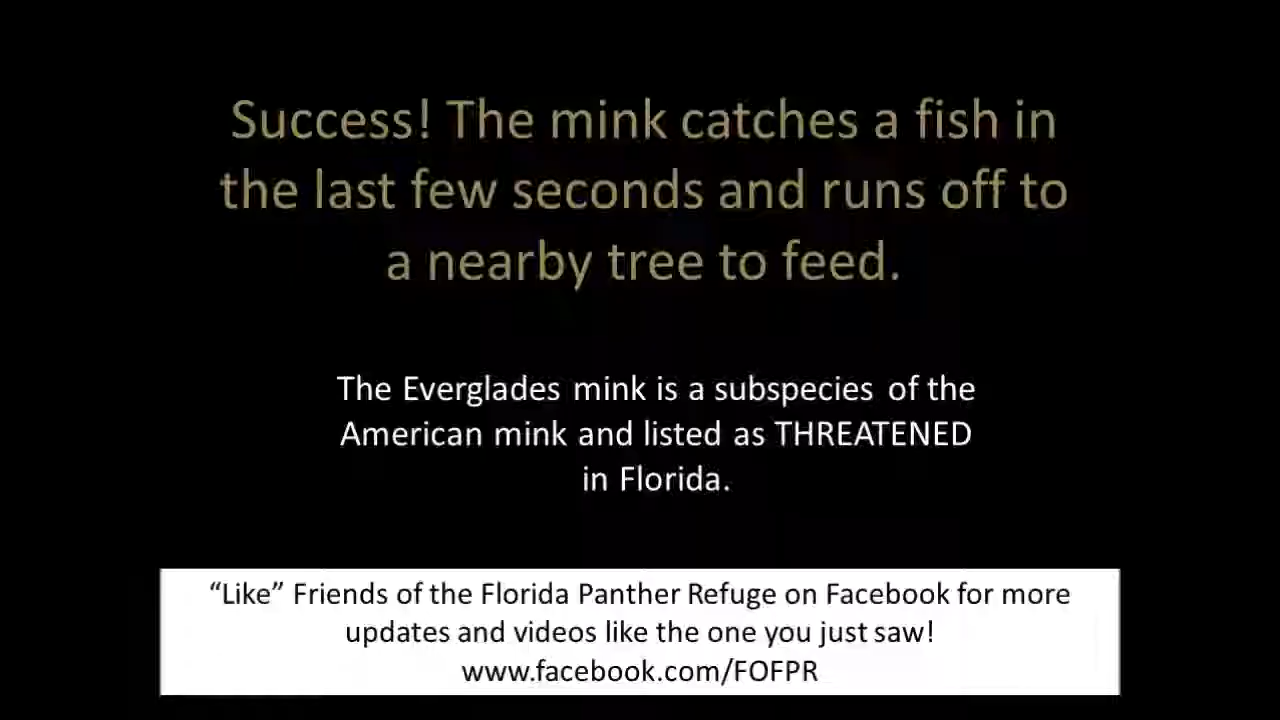 Success! The mink catches a fish in
the last few seconds and runs off to
a nearby tree to feed.
The Everglades mink is a subspecies of the
American mink and listed as THREATENED
in Florida.
“Like” Friends of the Florida Panther Refuge on Facebook for more
updates and videos like the one you just saw!
www.facebook.com/FOFPR